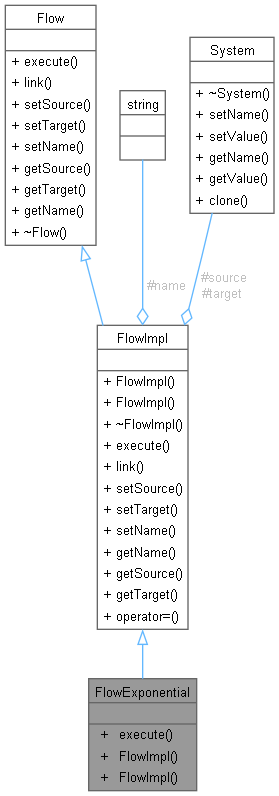 Flow
+ execute()
+ link()
+ setSource()
+ setTarget()
+ setName()
+ getSource()
+ getTarget()
+ getName()
+ ~Flow()
string
System
+ ~System()
+ setName()
+ setValue()
+ getName()
+ getValue()
+ clone()
#name
#source
#target
FlowImpl
+ FlowImpl()
+ FlowImpl()
+ ~FlowImpl()
+ execute()
+ link()
+ setSource()
+ setTarget()
+ setName()
+ getName()
+ getSource()
+ getTarget()
+ operator=()
FlowExponential
+ execute()
+ FlowImpl()
+ FlowImpl()